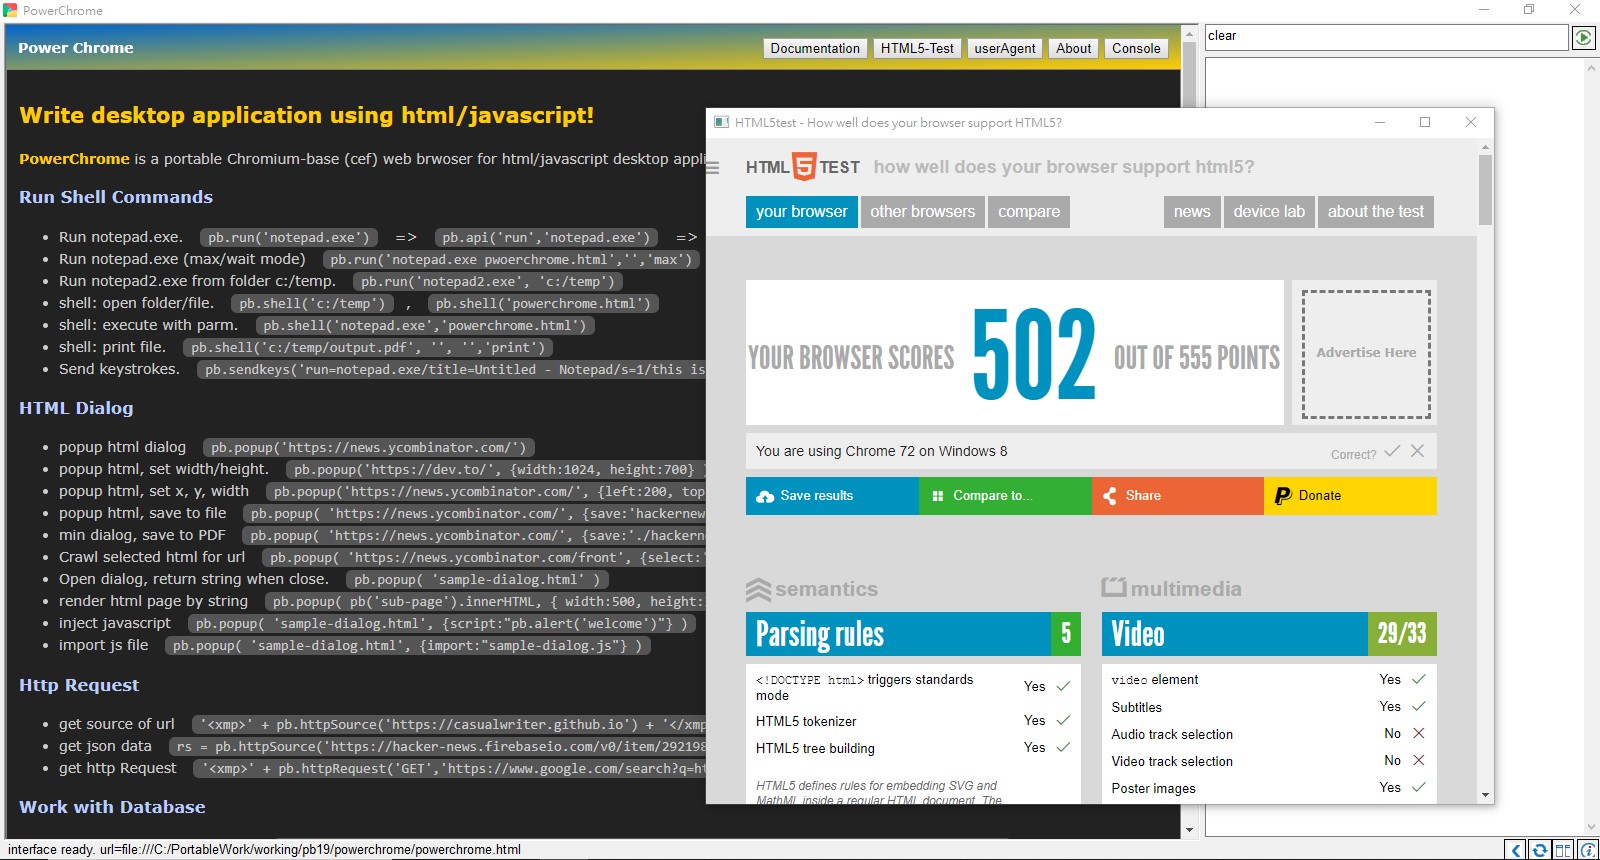 PowerChrome
Power Chrome
Documentation
HTML5-Test
userAgent
About
Console
clear
Write desktop application using html/javascript!
PowerChrome is a portable Chromium-base (cef) web brwoser for html/javascript desktop appl
Run Shell Commands
Run notepad.exe. pb.run('notepad.exe') => pb.api('run','notepad.exe') =>
Run notepad.exe (max/wait mode) pb.run('notepad.exe pwoerchrome.html','','max')
Run notepad2.exe from folder c:/temp. pb.run('notepad2.exe', 'c:/temp')
shell: open folder/file. pb.shell('c:/temp') , pb.shell('powerchrome.html')
shell: execute with parm. pb.shell('notepad.exe','powerchrome.html')
shell: print file. pb.shell('c:/temp/output.pdf', '', '','print')
Send keystrokes. pb.sendkeys('run=notepad.exe/title=Untitled - Notepad/s=1/this is
HTML Dialog
popup html dialog pb.popup('https://news.ycombinator.com/')
popup html, set width/height. pb.popup('https://dev.to/', {width:1024, height:700} )
popup html, set x, y, width pb.popup('https://news.ycombinator.com/', {left:200, top
popup html, save to file pb.popup( 'https://news.ycombinator.com/', {save:'hackernew
min dialog, save to PDF pb.popup( 'https://news.ycombinator.com/', {save:'./hackern
Crawl selected html for url pb.popup( 'https://news.ycombinator.com/front', {select:'
Open dialog, return string when close. pb.popup( 'sample-dialog.html' )
render html page by string pb.popup( pb('sub-page').innerHTML, { width:500, height:
inject javascript pb.popup( 'sample-dialog.html', {script:"pb.alert('welcome')"} )
import js file pb.popup( 'sample-dialog.html', {import:"sample-dialog.js"} )
Http Request
get source of url '<xmp>' + pb.httpSource('https://casualwriter.github.io') + '</xmp
get json data rs = pb.httpSource('https://hacker-news.firebaseio.com/v0/item/292198
get http Request '<xmp>' + pb.httpRequest('GET','https://www.google.com/search?q=ht
Work with Database
HTML5test - How well does your browser support HTML5?
HTML 5 TEST how well does your browser support html5?
your browser
other browsers
compare
news
device lab
about the test
YOUR BROWSER SCORES 502 OUT OF 555 POINTS
Advertise Here
You are using Chrome 72 on Windows 8
Correct?
Save results
Compare to...
Share
Donate
semantics
Parsing rules 5
<!DOCTYPE html> triggers standards
mode Yes
HTML5 tokenizer Yes
HTML5 tree building Yes
HTML5 defines rules for embedding SVG and
MathML inside a regular HTML document. The
multimedia
Video 29/33
video element Yes
Subtitles Yes
Audio track selection No
Video track selection No
Poster images Yes
interface ready. url=file:///C:/PortableWork/working/pb19/powerchrome/powerchrome.html